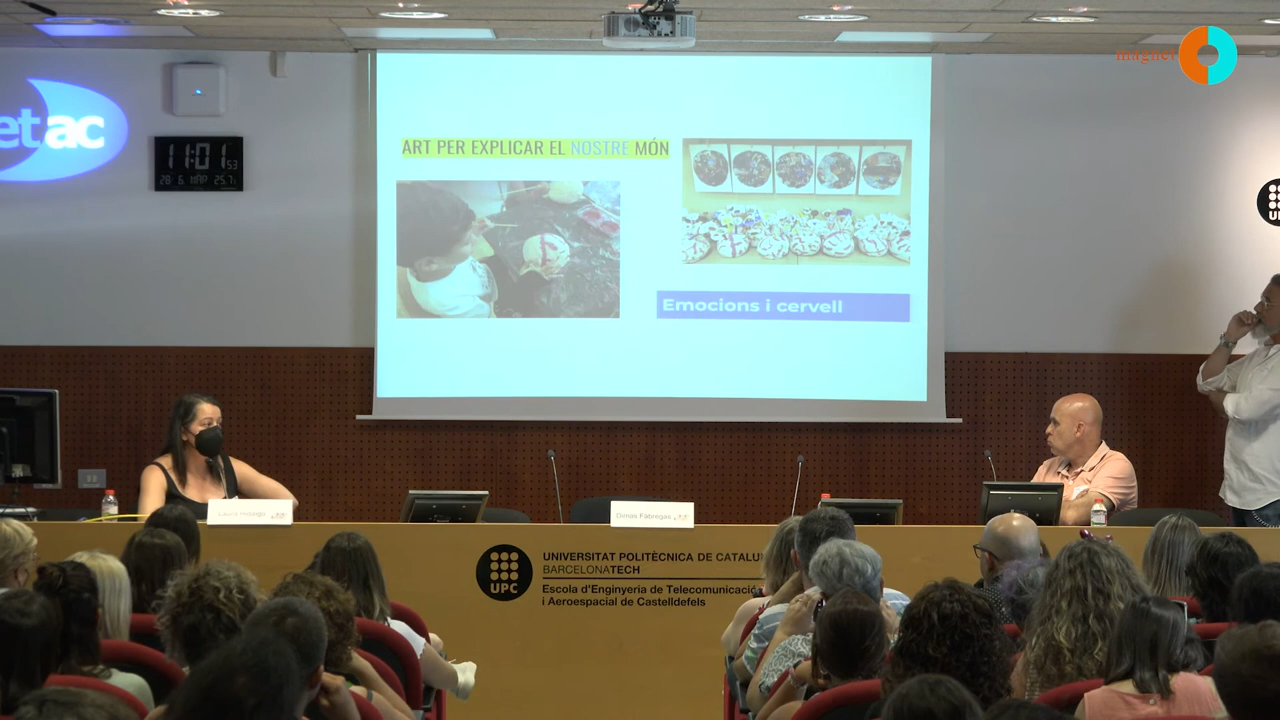 magnet
etac
11:01 53
ART PER EXPLICAR EL NOSTRE MÓN
Emocions i cervell
Dimas Fàbregas
UPC
UNIVERSITAT POLITÈCNICA DE CATALU
BARCELONATECH
Escola d'Enginyeria de Telecomunicació
i Aeroespacial de Castelldefels